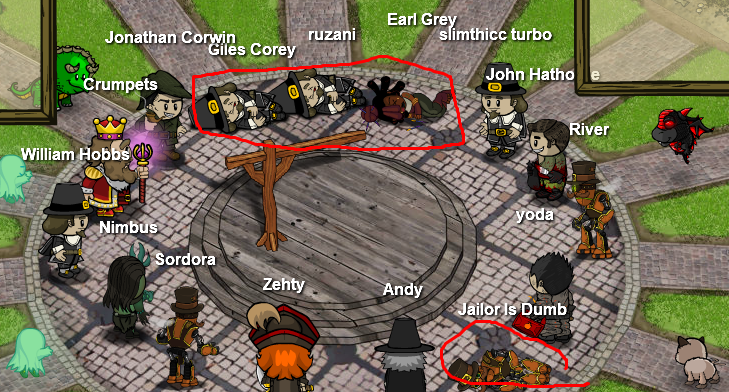 Earl Grey
Jonathan Corwin
ruzani
slimthicc turbo
Giles Corey
John Hatho e
Crumpets
River
William Hobbs
yoda
Nimbus
Sordora
Zehty
Andy
Jailor Is Dumb